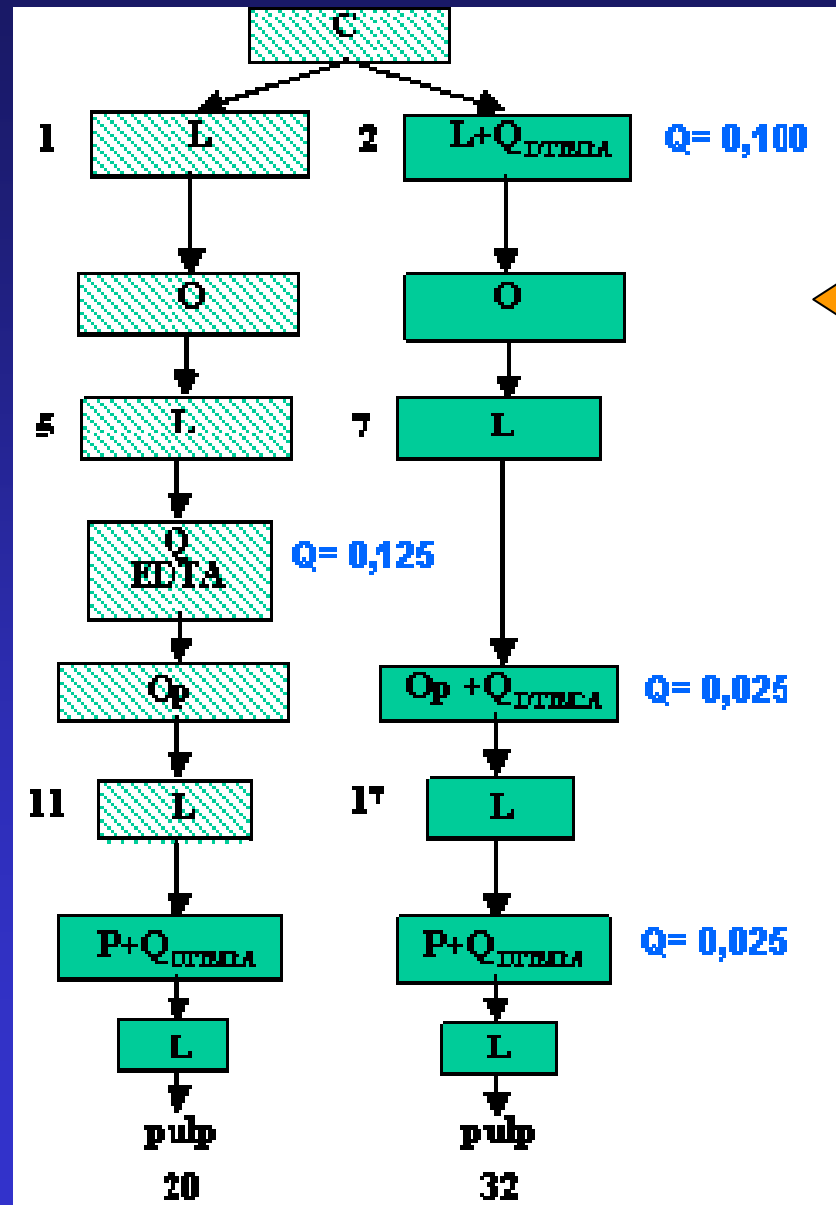 C
1 L 2 L+Q Q= 0,100
O O
5 L 7 L
Q
EDTA
Q= 0,125
Op Op +Q Q= 0,025
11 L 17 L
P+Q P+Q Q= 0,025
L L
pulp pulp
20 32